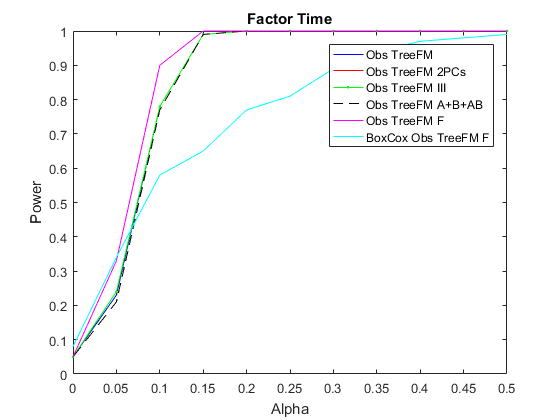 Factor Time
1
0.9
0.8
0.7
0.6
0.5
0.4
0.3
0.2
0.1
0
Power
Obs TreeFM
Obs TreeFM 2PCs
Obs TreeFM III
Obs TreeFM A+B+AB
Obs TreeFM F
BoxCox Obs TreeFM F
0 0.05 0.1 0.15 0.2 0.25 0.3 0.35 0.4 0.45 0.5
Alpha